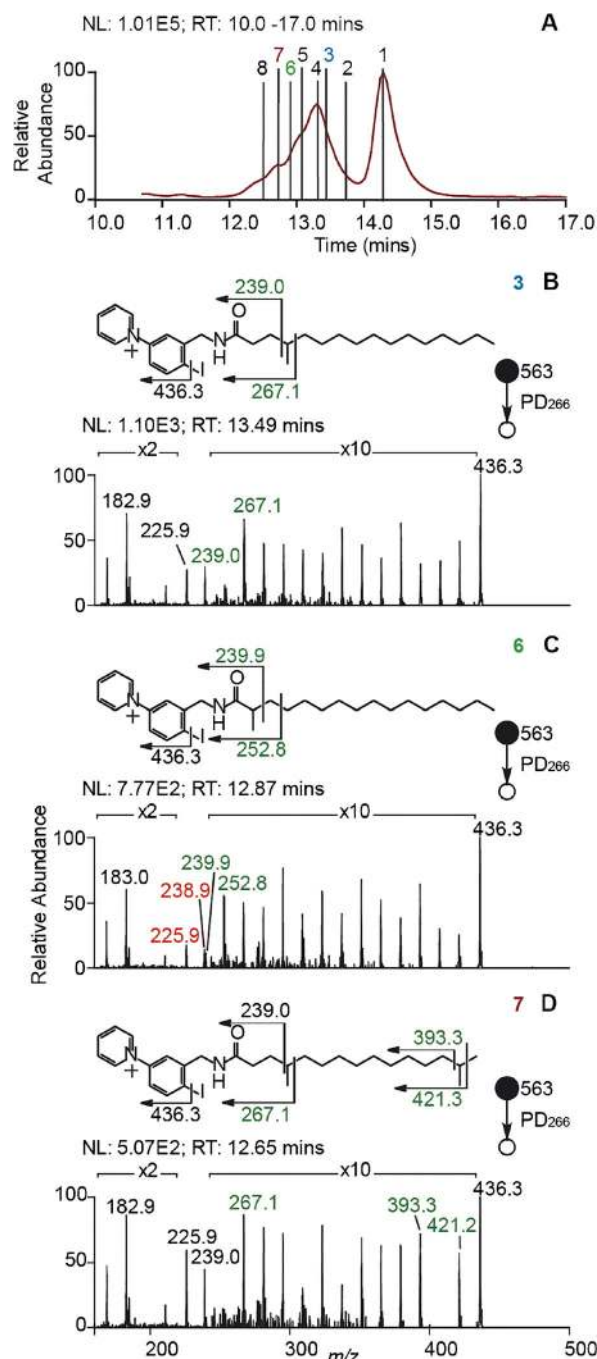 NL: 1.01E5; RT: 10.0 -17.0 mins
A
8 7 6 5 4 3 2 1
Relative Abundance
100
50
0
10.0 11.0 12.0 13.0 14.0 15.0 16.0 17.0
Time (mins)
3 B
239.0
O
N
+
N
H
I
436.3
267.1
563
PD266
NL: 1.10E3; RT: 13.49 mins
x2
x10
100
50
0
182.9
225.9
239.0
267.1
436.3
6 C
239.9
O
N
+
N
H
I
436.3
252.8
563
PD266
NL: 7.77E2; RT: 12.87 mins
x2
x10
Relative Abundance
100
50
0
183.0
225.9
238.9
239.9
252.8
436.3
7 D
239.0
393.3
O
N
+
N
H
I
436.3
267.1
421.3
563
PD266
NL: 5.07E2; RT: 12.65 mins
x2
x10
100
50
0
182.9
225.9
239.0
267.1
393.3
421.2
436.3
200 300 400 500
m/z